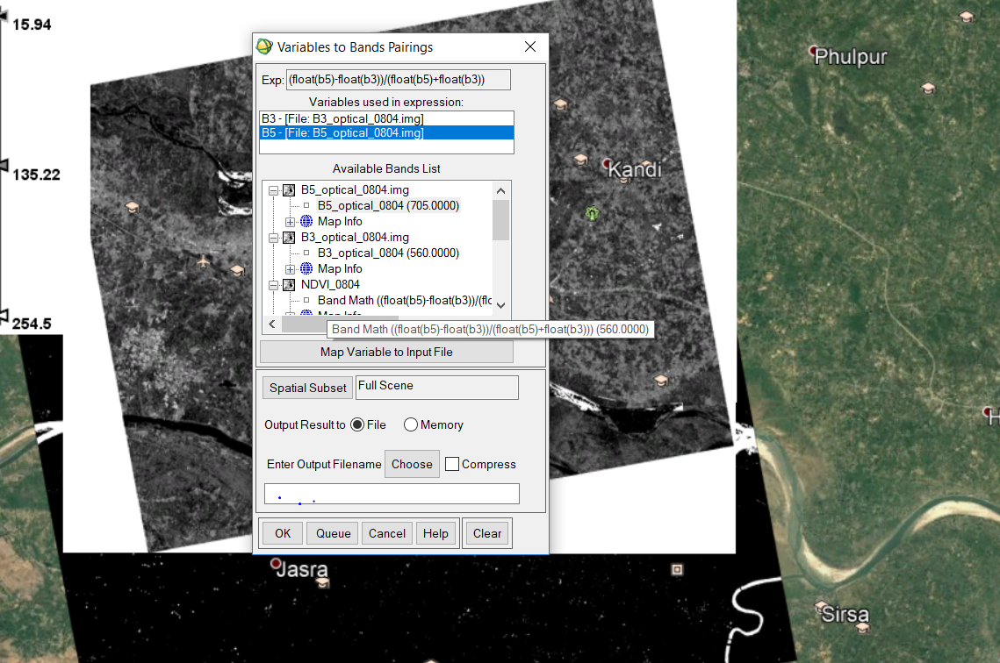 15.94
135.22
254.5
Variables to Bands Pairings
Exp: (float(b5)-float(b3))/(float(b5)+float(b3))
Variables used in expression:
B3 - [File: B3_optical_0804.img]
B5 - [File: B5_optical_0804.img]
Available Bands List
B5_optical_0804.img
B5_optical_0804 (705.0000)
Map Info
B3_optical_0804.img
B3_optical_0804 (560.0000)
Map Info
NDVI_0804
Band Math ((float(b5)-float(b3))/(flo
Map Info
Band Math ((float(b5)-float(b3))/(float(b5)+float(b3))) (560.0000)
Map Variable to Input File
Spatial Subset Full Scene
Output Result to File Memory
Enter Output Filename Choose Compress
OK Queue Cancel Help Clear
Phulpur
Kandi
H
Jasra
Sirsa